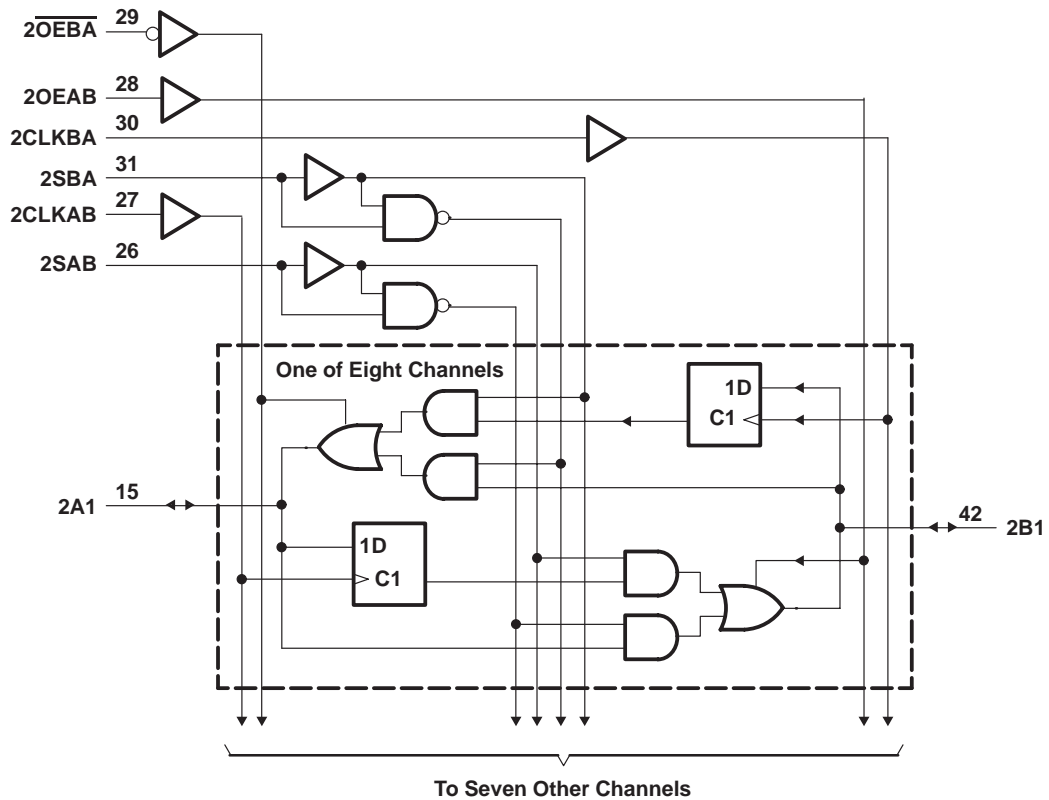 2OEBA 29
2OEAB 28
2CLKBA 30
2SBA 31
2CLKAB 27
2SAB 26
One of Eight Channels
1D
C1
2A1 15
42 2B1
1D
C1
To Seven Other Channels